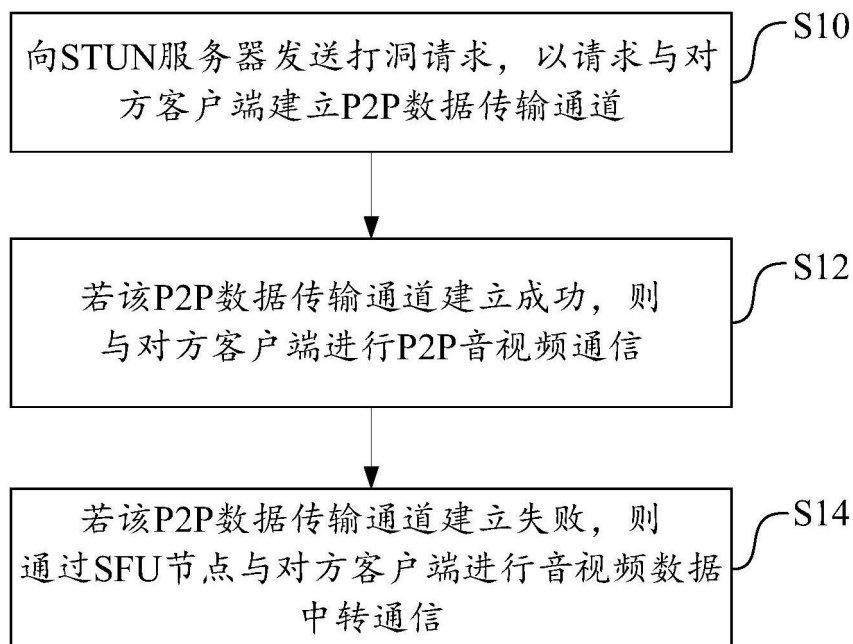 向STUN服务器发送打洞请求，以请求与对
方客户端建立P2P数据传输通道
S10
若该P2P数据传输通道建立成功，则
与对方客户端进行P2P音视频通信
S12
若该P2P数据传输通道建立失败，则
通过SFU节点与对方客户端进行音视频数据
中转通信
S14